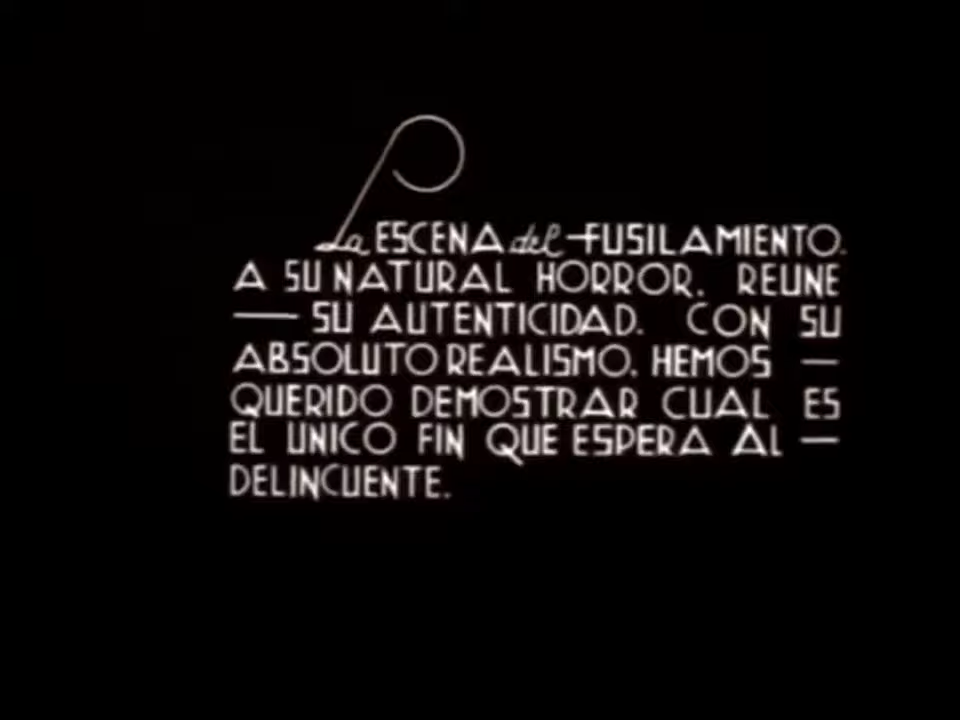 La ESCENA del FUSILAMIENTO.
A SU NATURAL HORROR. REUNE
— SU AUTENTICIDAD. CON SU
ABSOLUTO REALISMO. HEMOS —
QUERIDO DEMOSTRAR CUAL ES
EL UNICO FIN QUE ESPERA AL —
DELINCUENTE.